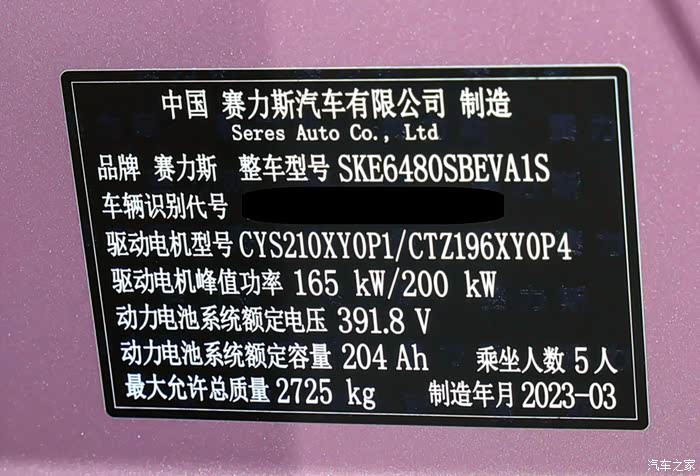 中国 赛力斯汽车有限公司 制造
Seres Auto Co., Ltd
品牌 赛力斯 整车型号 SKE6480SBEVA1S
车辆识别代号
驱动电机型号 CYS210XY0P1/CTZ196XY0P4
驱动电机峰值功率 165 kW/200 kW
动力电池系统额定电压 391.8 V
动力电池系统额定容量 204 Ah 乘坐人数 5 人
最大允许总质量 2725 kg 制造年月 2023-03
汽车之家